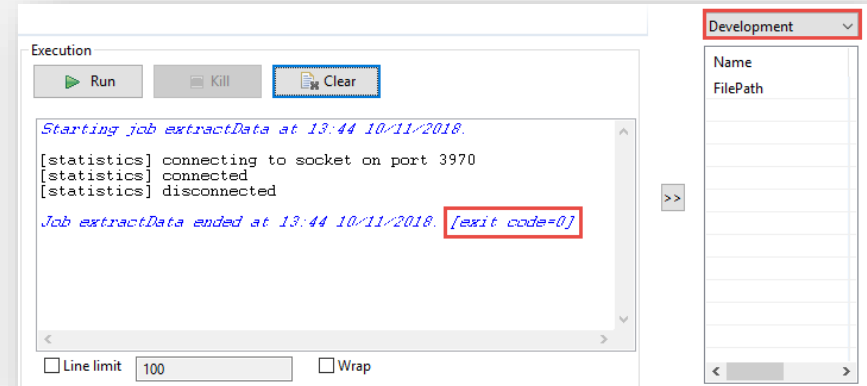 Development
Execution
Run Kill Clear
Name
FilePath
Starting job extractData at 13:44 10/11/2018.
[statistics] connecting to socket on port 3970
[statistics] connected
[statistics] disconnected
Job extractData ended at 13:44 10/11/2018. [exit code=0]
>>
Line limit 100 Wrap